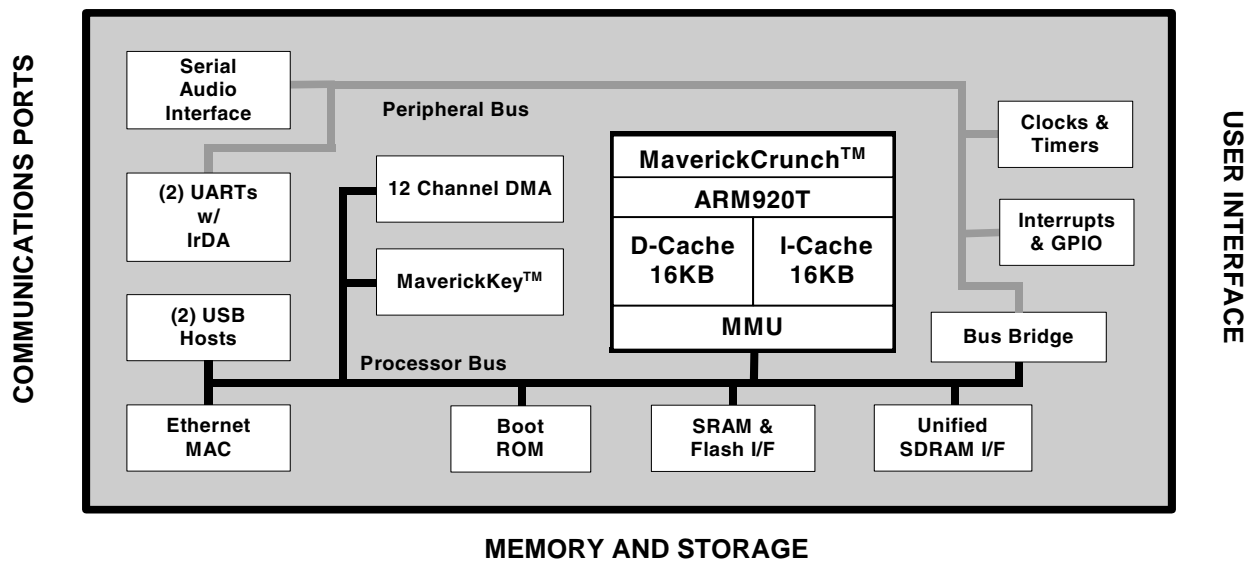 COMMUNICATIONS PORTS
Serial
Audio
Interface
Peripheral Bus
(2) UARTs
w/
IrDA
12 Channel DMA
MaverickKey™
(2) USB
Hosts
Processor Bus
Ethernet
MAC
Boot
ROM
MaverickCrunch™
ARM920T
D-Cache
16KB
I-Cache
16KB
MMU
SRAM &
Flash I/F
Unified
SDRAM I/F
Clocks &
Timers
Interrupts
& GPIO
Bus Bridge
USER INTERFACE
MEMORY AND STORAGE